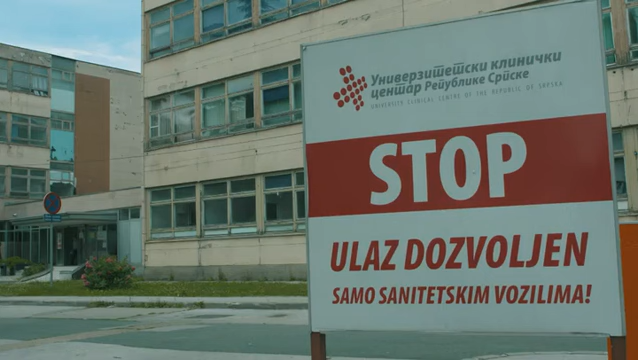 Универзитетски клинички
центар Републике Српске
UNIVERSITY CLINICAL CENTRE OF THE REPUBLIC OF SRPSKA
STOP
ULAZ DOZVOLJEN
SAMO SANITETSKIM VOZILIMA!